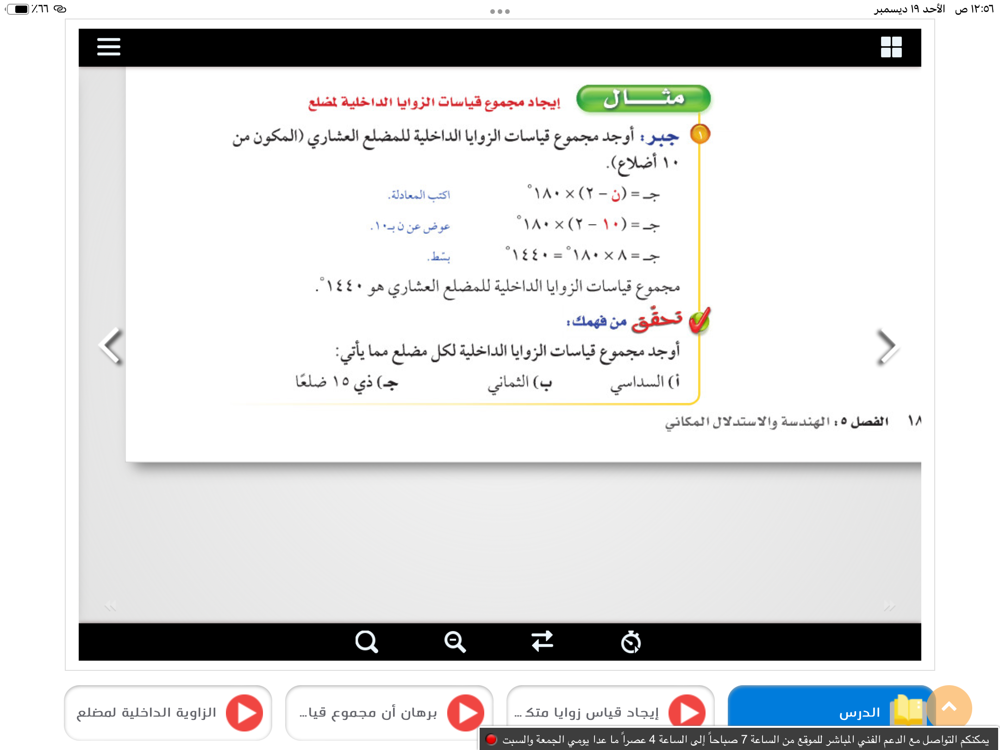 ١٢:٥٦ ص الأحد ١٩ ديسمبر
٪٦٦
مثـــال
إيجاد مجموع قياسات الزوايا الداخلية لمضلع
١
جبر: أوجد مجموع قياسات الزوايا الداخلية للمضلع العشاري (المكون من
١٠ أضلاع).
جـ = (ن − ٢) × ١٨٠° اكتب المعادلة.
جـ = (١٠ − ٢) × ١٨٠° عوض عن ن بـ١٠.
جـ = ٨ × ١٨٠° = ١٤٤٠° بسّط.
مجموع قياسات الزوايا الداخلية للمضلع العشاري هو ١٤٤٠°.
تحقّق من فهمك:
أوجد مجموع قياسات الزوايا الداخلية لكل مضلع مما يأتي:
أ) السداسي ب) الثماني جـ) ذي ١٥ ضلعًا
١٨ الفصل ٥: الهندسة والاستدلال المكاني
الدرس
إيجاد قياس زوايا متكـ ...
برهان أن مجموع قيا...
الزاوية الداخلية لمضلع
يمكنكم التواصل مع الدعم الفني المباشر للموقع من الساعة 7 صباحاً إلى الساعة 4 عصراً ما عدا يومي الجمعة والسبت